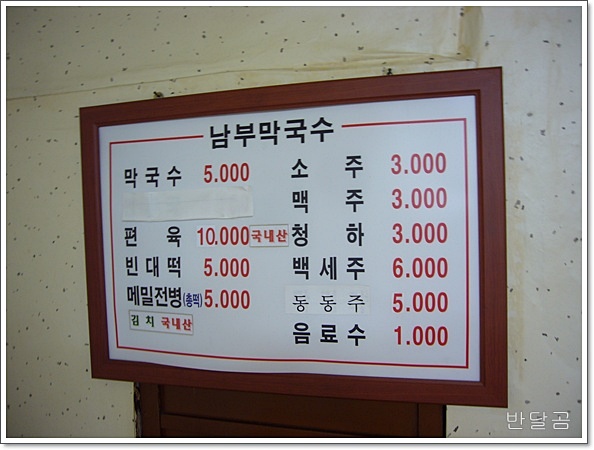 남부막국수
막국수 5.000
편육 10.000 국내산
빈대떡 5.000
메밀전병(총떡) 5.000
김치 국내산
소주 3.000
맥주 3.000
청하 3.000
백세주 6.000
동동주 5.000
음료수 1.000
반달곰